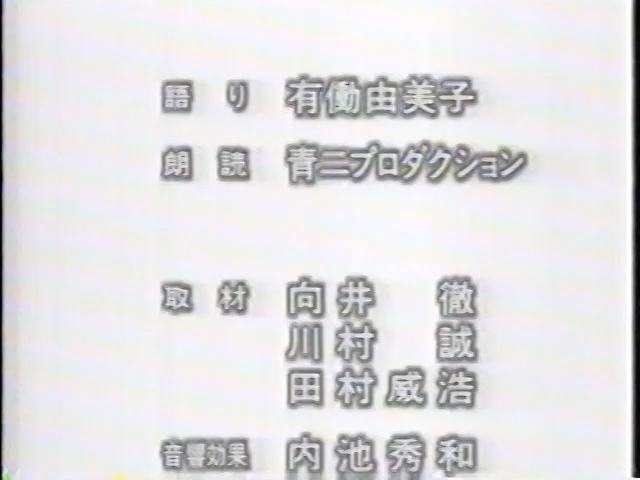 語り 有働由美子
朗読 青二プロダクション
取材 向井 徹
川村 誠
田村威浩
音響効果 内池秀和